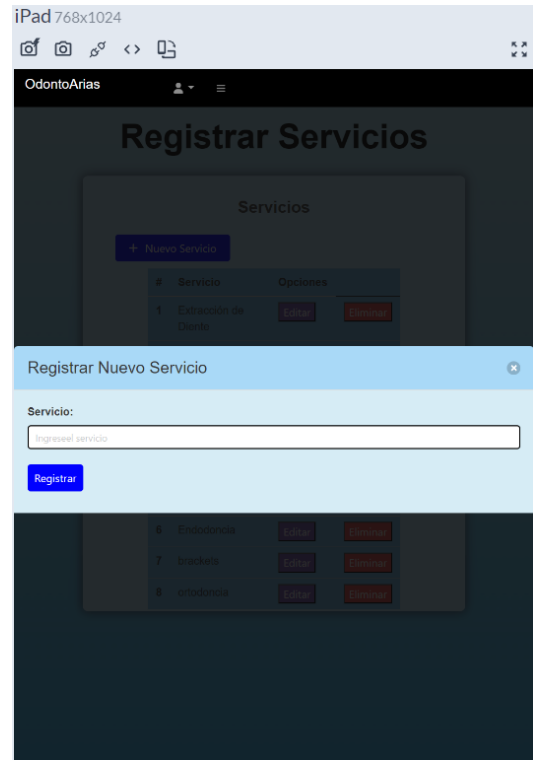 iPad 768x1024
OdontoArias
Registrar Servicios
Servicios
+ Nuevo Servicio
# Servicio Opciones
1 Extracción de Diente Editar Eliminar
Registrar Nuevo Servicio
Servicio:
Ingreseel servicio
Registrar
6 Endodoncia Editar Eliminar
7 brackets Editar Eliminar
8 ortodoncia Editar Eliminar